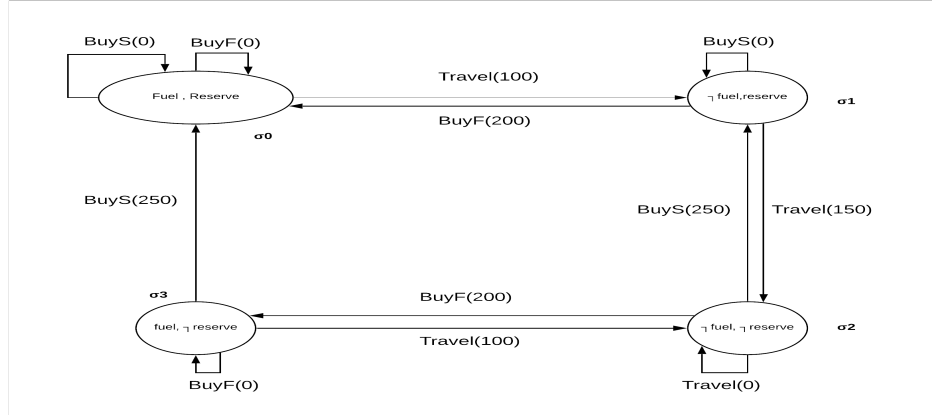 BuyS(0)
BuyF(0)
BuyS(0)
Travel(100)
Fuel , Reserve
¬ fuel,reserve
σ1
BuyF(200)
σ0
BuyS(250)
BuyS(250)
Travel(150)
σ3
BuyF(200)
fuel, ¬ reserve
¬ fuel, ¬ reserve
σ2
Travel(100)
BuyF(0)
Travel(0)